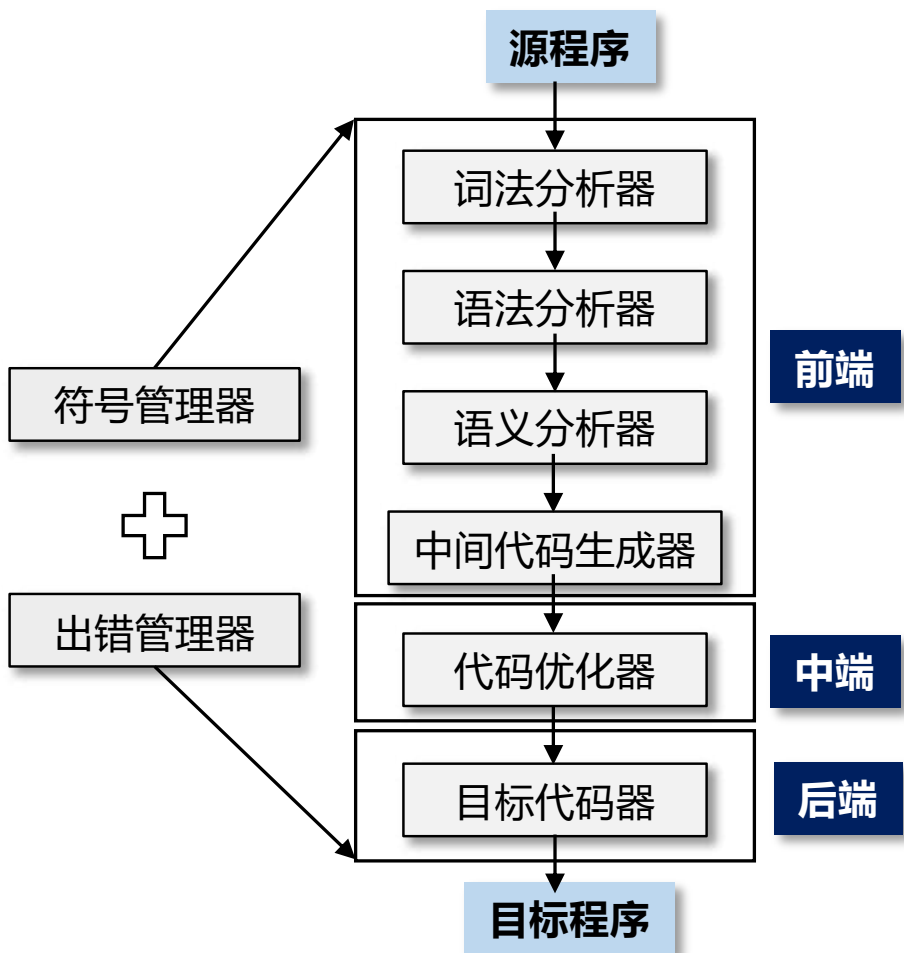 源程序
词法分析器
语法分析器
前端
符号管理器
语义分析器
中间代码生成器
出错管理器
代码优化器
中端
目标代码器
后端
目标程序